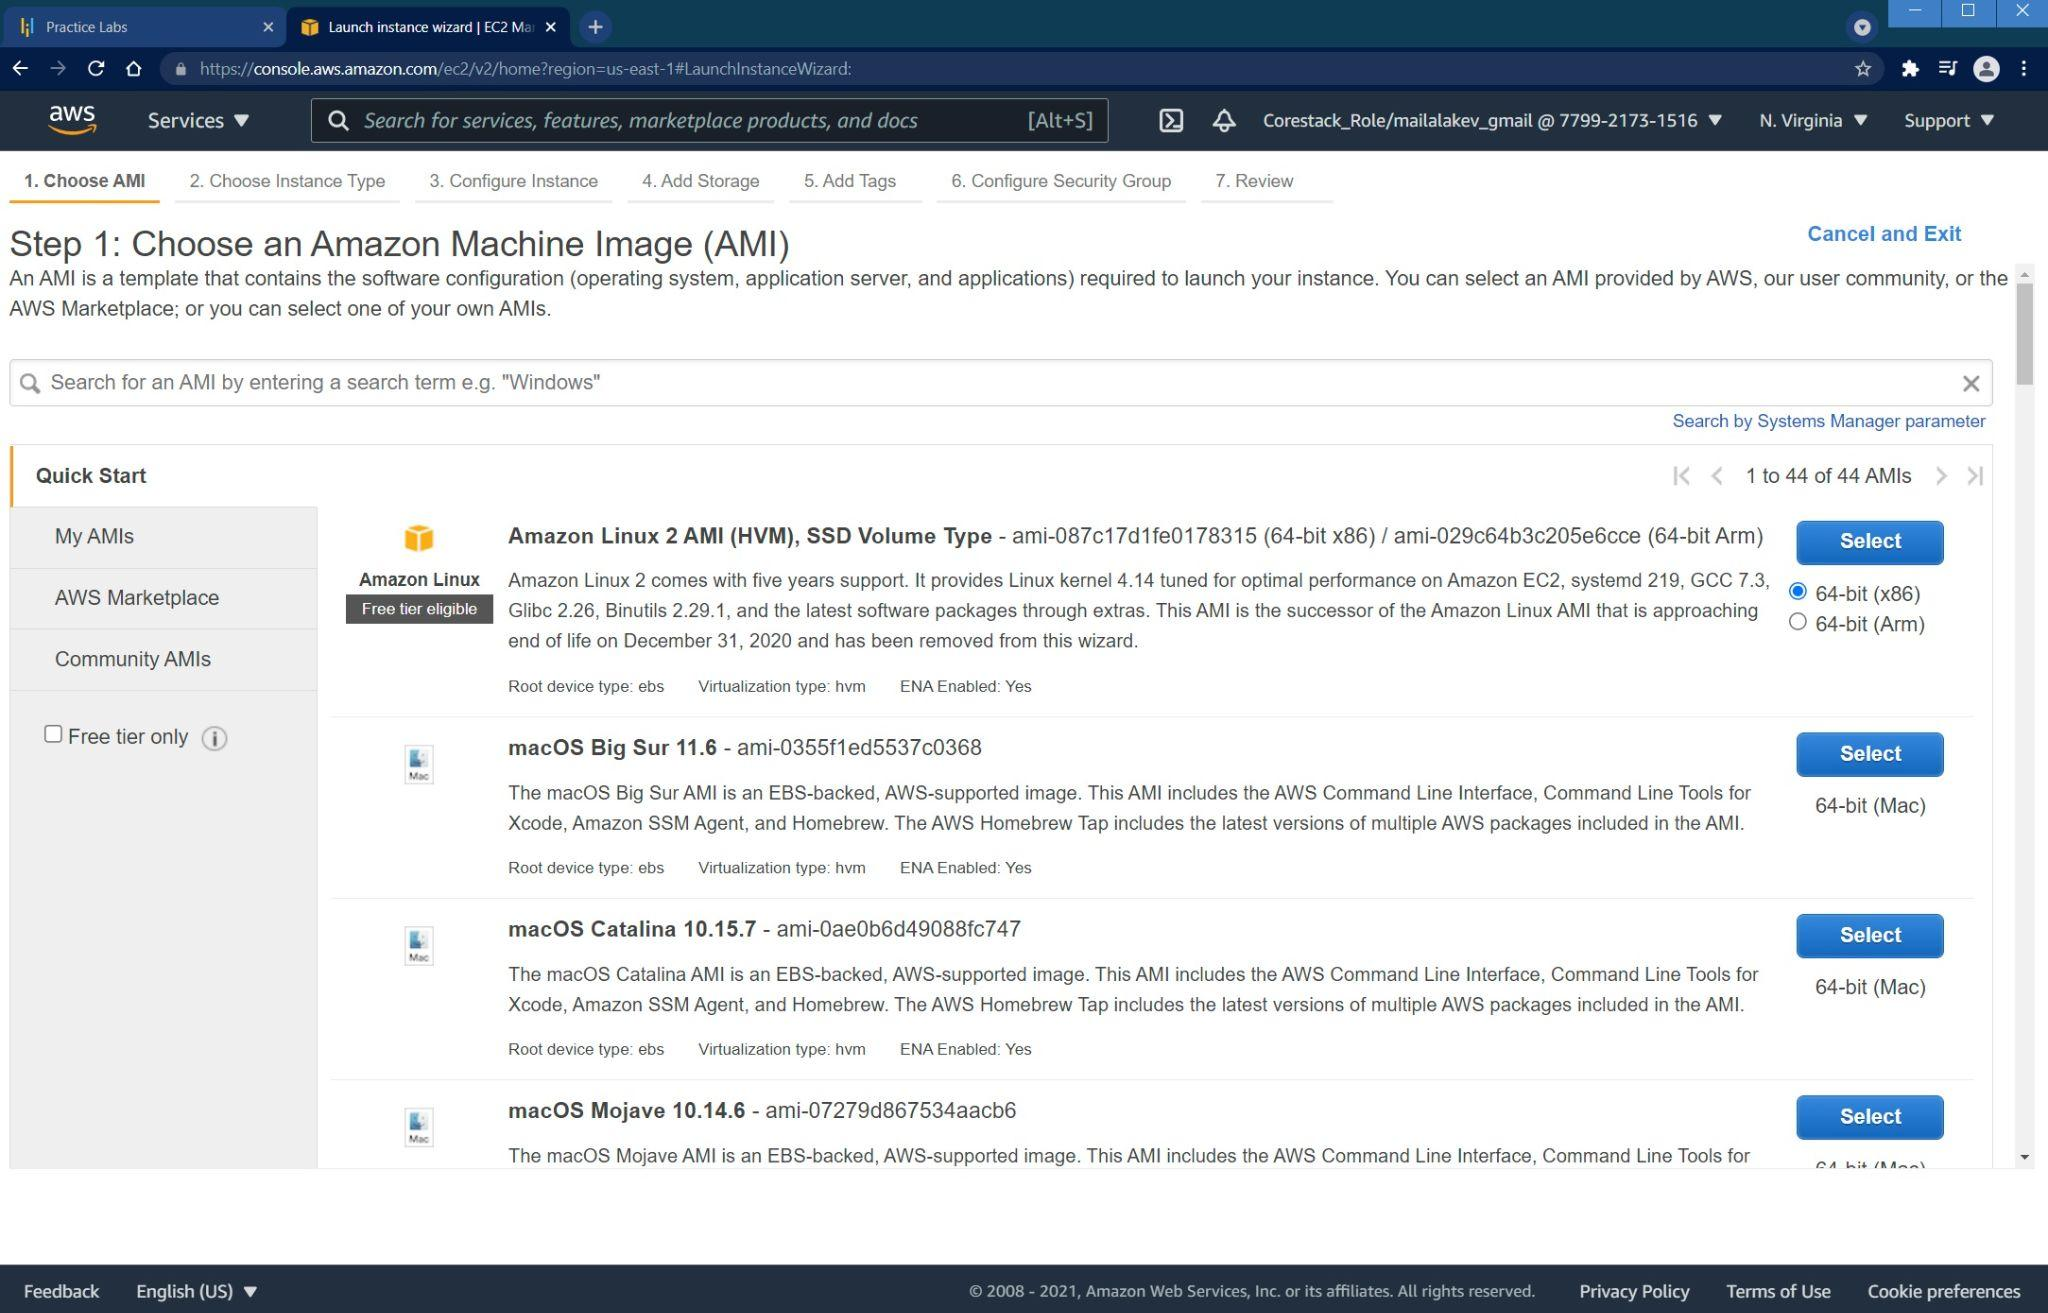 Practice Labs
Launch instance wizard | EC2 Ma
https://console.aws.amazon.com/ec2/v2/home?region=us-east-1#LaunchInstanceWizard:
aws
Services
Search for services, features, marketplace products, and docs [Alt+S]
Corestack_Role/mailalakev_gmail @ 7799-2173-1516
N. Virginia
Support
1. Choose AMI 2. Choose Instance Type 3. Configure Instance 4. Add Storage 5. Add Tags 6. Configure Security Group 7. Review
Step 1: Choose an Amazon Machine Image (AMI)
Cancel and Exit
An AMI is a template that contains the software configuration (operating system, application server, and applications) required to launch your instance. You can select an AMI provided by AWS, our user community, or the
AWS Marketplace; or you can select one of your own AMIs.
Search for an AMI by entering a search term e.g. "Windows"
Search by Systems Manager parameter
Quick Start
1 to 44 of 44 AMIs
My AMIs
AWS Marketplace
Community AMIs
Free tier only
Amazon Linux
Free tier eligible
Amazon Linux 2 AMI (HVM), SSD Volume Type - ami-087c17d1fe0178315 (64-bit x86) / ami-029c64b3c205e6cce (64-bit Arm)
Amazon Linux 2 comes with five years support. It provides Linux kernel 4.14 tuned for optimal performance on Amazon EC2, systemd 219, GCC 7.3,
Glibc 2.26, Binutils 2.29.1, and the latest software packages through extras. This AMI is the successor of the Amazon Linux AMI that is approaching
end of life on December 31, 2020 and has been removed from this wizard.
Root device type: ebs Virtualization type: hvm ENA Enabled: Yes
Select
64-bit (x86)
64-bit (Arm)
Mac
macOS Big Sur 11.6 - ami-0355f1ed5537c0368
The macOS Big Sur AMI is an EBS-backed, AWS-supported image. This AMI includes the AWS Command Line Interface, Command Line Tools for
Xcode, Amazon SSM Agent, and Homebrew. The AWS Homebrew Tap includes the latest versions of multiple AWS packages included in the AMI.
Root device type: ebs Virtualization type: hvm ENA Enabled: Yes
Select
64-bit (Mac)
Mac
macOS Catalina 10.15.7 - ami-0ae0b6d49088fc747
The macOS Catalina AMI is an EBS-backed, AWS-supported image. This AMI includes the AWS Command Line Interface, Command Line Tools for
Xcode, Amazon SSM Agent, and Homebrew. The AWS Homebrew Tap includes the latest versions of multiple AWS packages included in the AMI.
Root device type: ebs Virtualization type: hvm ENA Enabled: Yes
Select
64-bit (Mac)
Mac
macOS Mojave 10.14.6 - ami-07279d867534aacb6
The macOS Mojave AMI is an EBS-backed, AWS-supported image. This AMI includes the AWS Command Line Interface, Command Line Tools for
Select
64-bit (Mac)
Feedback
English (US)
© 2008 - 2021, Amazon Web Services, Inc. or its affiliates. All rights reserved.
Privacy Policy
Terms of Use
Cookie preferences